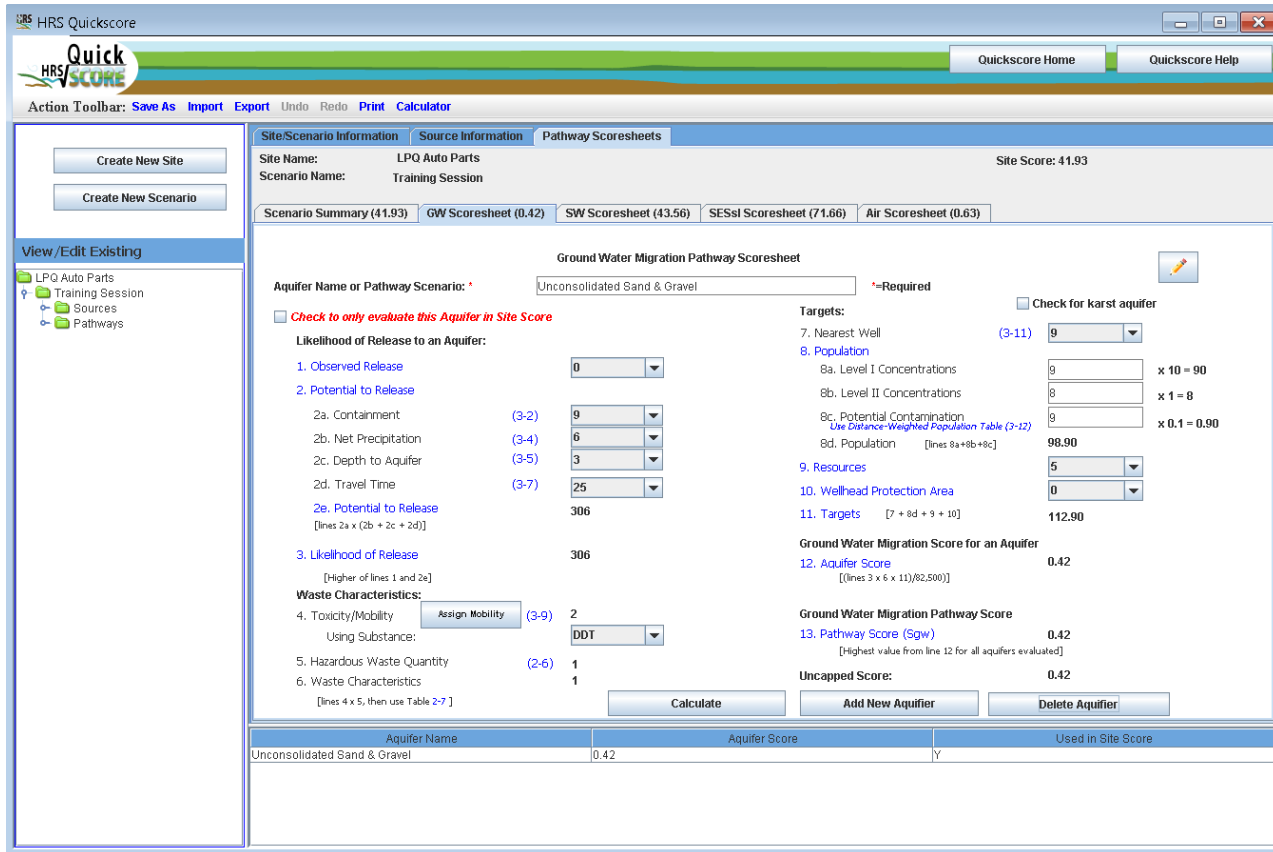 HRS Quickscore
Quick
HRS SCORE
Quickscore Home Quickscore Help
Action Toolbar: Save As Import Export Undo Redo Print Calculator
Create New Site
Create New Scenario
View/Edit Existing
LPQ Auto Parts
Training Session
Sources
Pathways
Site/Scenario Information Source Information Pathway Scoresheets
Site Name: LPQ Auto Parts Site Score: 41.93
Scenario Name: Training Session
Scenario Summary (41.93) GW Scoresheet (0.42) SW Scoresheet (43.56) SESsI Scoresheet (71.66) Air Scoresheet (0.63)
Ground Water Migration Pathway Scoresheet
Aquifer Name or Pathway Scenario: * Unconsolidated Sand & Gravel *=Required
Check to only evaluate this Aquifer in Site Score
Likelihood of Release to an Aquifer:
1. Observed Release 0
2. Potential to Release
2a. Containment (3-2) 9
2b. Net Precipitation (3-4) 6
2c. Depth to Aquifer (3-5) 3
2d. Travel Time (3-7) 25
2e. Potential to Release 306
[lines 2a x (2b + 2c + 2d)]
3. Likelihood of Release 306
[Higher of lines 1 and 2e]
Waste Characteristics:
4. Toxicity/Mobility Assign Mobility (3-9) 2
Using Substance: DDT
5. Hazardous Waste Quantity (2-6) 1
6. Waste Characteristics 1
[lines 4 x 5, then use Table 2-7 ]
Targets: Check for karst aquifer
7. Nearest Well (3-11) 9
8. Population
8a. Level I Concentrations 9 x 10 = 90
8b. Level II Concentrations 8 x 1 = 8
8c. Potential Contamination 9 x 0.1 = 0.90
Use Distance-Weighted Population Table (3-12)
8d. Population [lines 8a+8b+8c] 98.90
9. Resources 5
10. Wellhead Protection Area 0
11. Targets [7 + 8d + 9 + 10] 112.90
Ground Water Migration Score for an Aquifer
12. Aquifer Score 0.42
[(lines 3 x 6 x 11)/82,500)]
Ground Water Migration Pathway Score
13. Pathway Score (Sgw) 0.42
[Highest value from line 12 for all aquifers evaluated]
Uncapped Score: 0.42
Calculate Add New Aquifier Delete Aquifier
Aquifer Name Aquifer Score Used in Site Score
Unconsolidated Sand & Gravel 0.42 Y